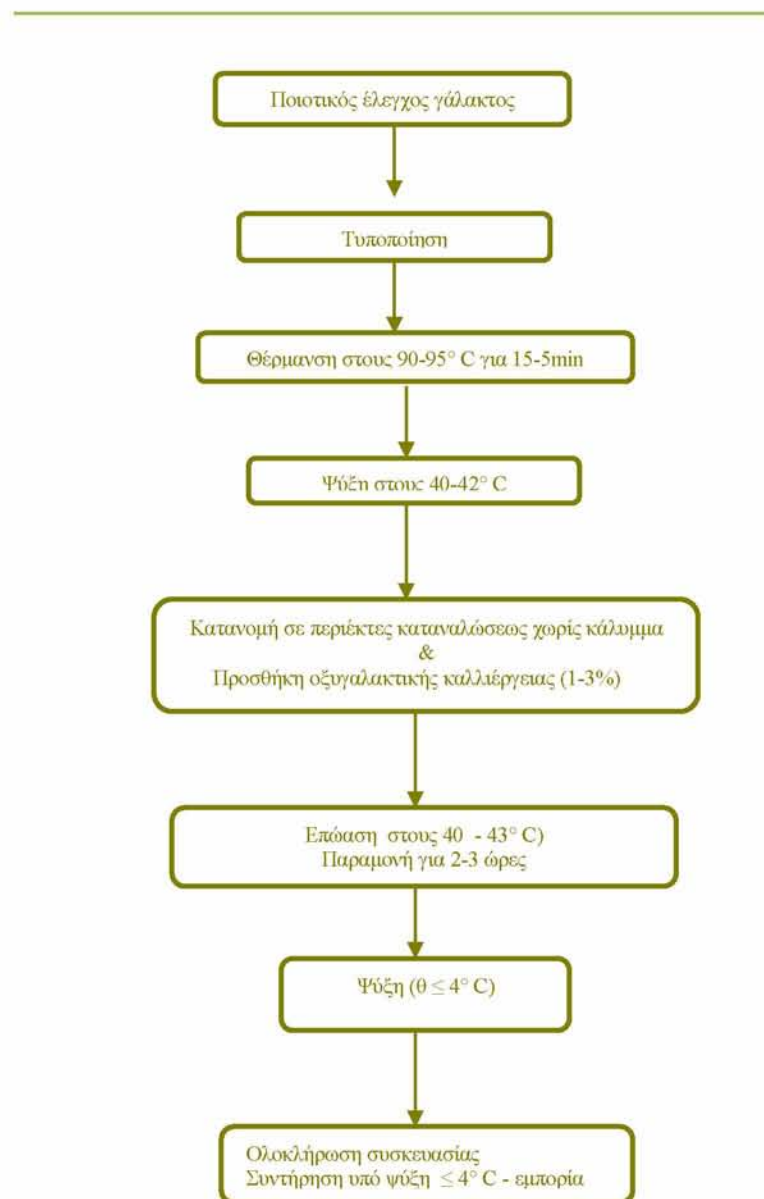 Ποιοτικός έλεγχος γάλακτος
Τυποποίηση
Θέρμανση στους 90-95° C για 15-5min
Ψύξη στους 40-42° C
Κατανομή σε περιέκτες καταναλώσεως χωρίς κάλυμμα
&
Προσθήκη οξυγαλακτικής καλλιέργειας (1-3%)
Επώαση στους 40 - 43° C)
Παραμονή για 2-3 ώρες
Ψύξη (θ ≤ 4° C)
Ολοκλήρωση συσκευασίας
Συντήρηση υπό ψύξη ≤ 4° C - εμπορία